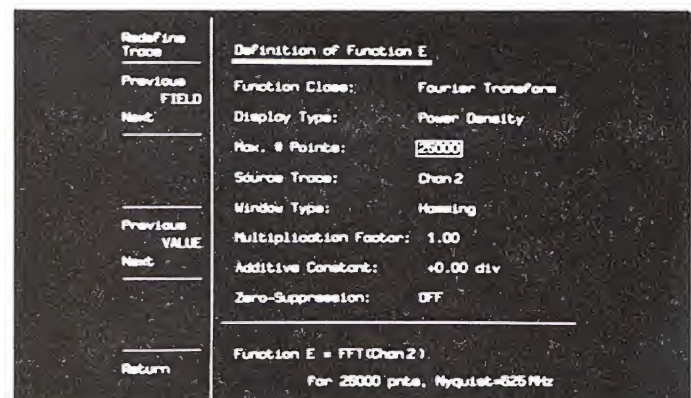 Redefine
Trace
Previous
FIELD
Next
Previous
VALUE
Next
Return
Definition of Function E
Function Class: Fourier Transform
Display Type: Power Density
Max. # Points: 25000
Source Trace: Chan 2
Window Type: Hamming
Multiplication Factor: 1.00
Additive Constant: +0.00 div
Zero-Suppression: OFF
Function E = FFT(Chan 2)
For 25000 pnts, Nyquist=625 MHz